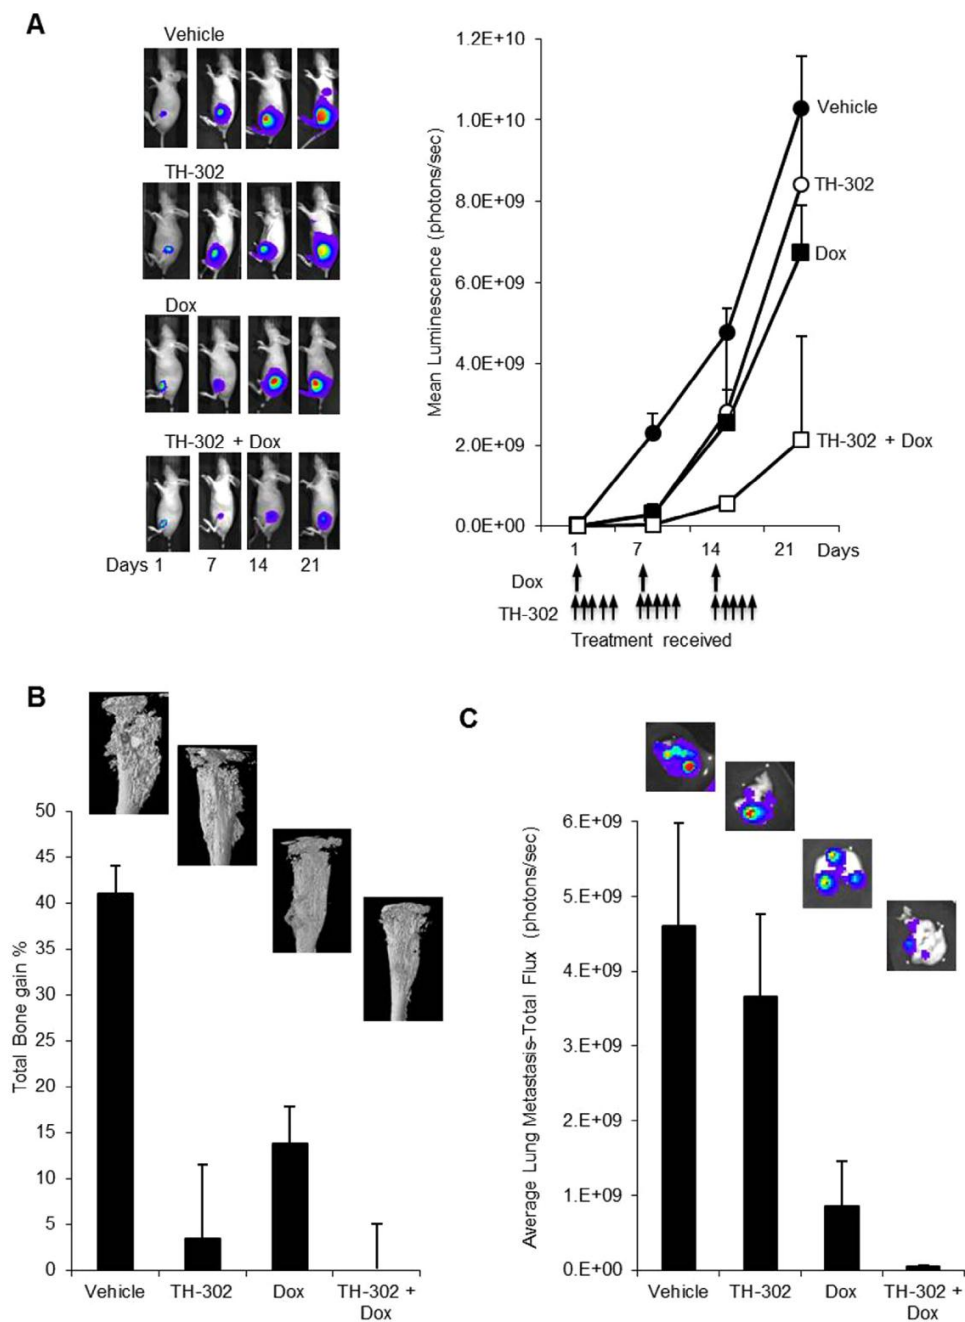 A
Vehicle
TH-302
Dox
TH-302 + Dox
Days 1 7 14 21
Mean Luminescence (photons/sec)
1.2E+10
1.0E+10
8.0E+09
6.0E+09
4.0E+09
2.0E+09
0.0E+00
Vehicle
TH-302
Dox
TH-302 + Dox
1 7 14 21 Days
Dox
TH-302
Treatment received
B
Total Bone gain %
50
45
40
35
30
25
20
15
10
5
0
Vehicle TH-302 Dox TH-302 +
Dox
C
Average Lung Metastasis-Total Flux (photons/sec)
6.E+09
5.E+09
4.E+09
3.E+09
2.E+09
1.E+09
0.E+00
Vehicle TH-302 Dox TH-302 +
Dox